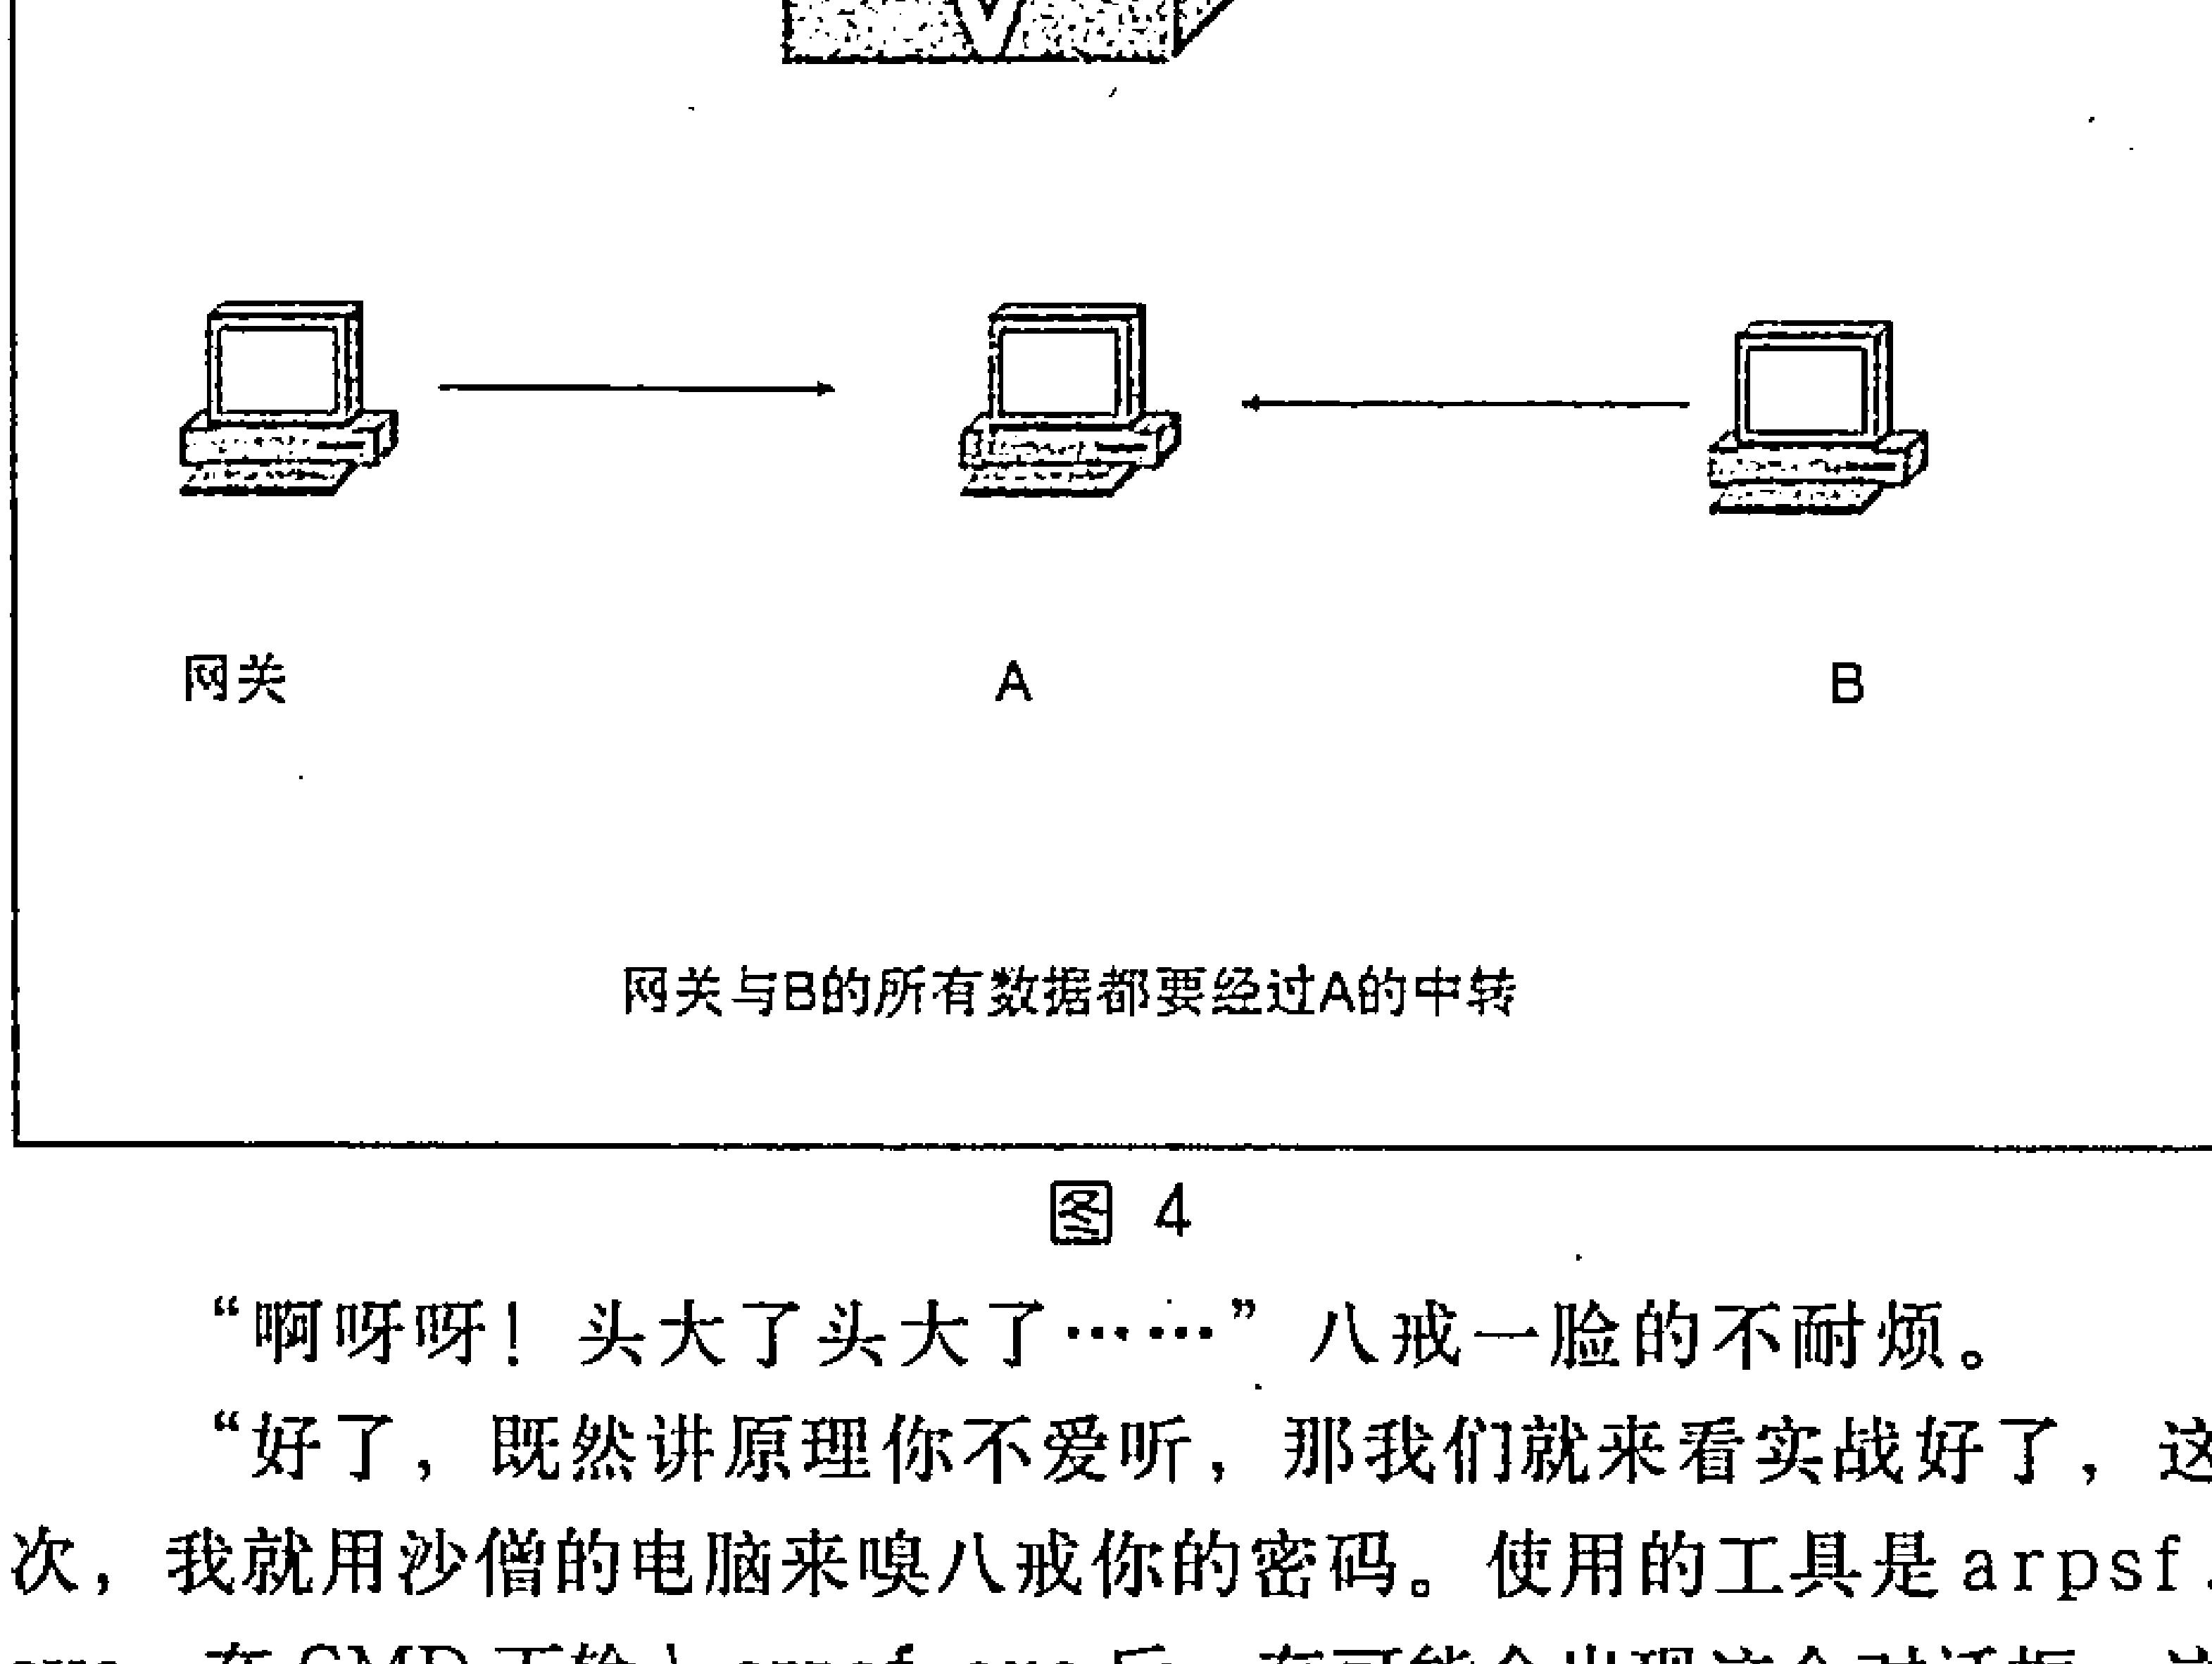 网关 A B
网关与B的所有数据都要经过A的中转
图 4
“啊呀呀！头大了头大了……”八戒一脸的不耐烦。
“好了，既然讲原理你不爱听，那我们就来看实战好了，这
次，我就用沙僧的电脑来嗅八戒你的密码。使用的工具是arpsf.